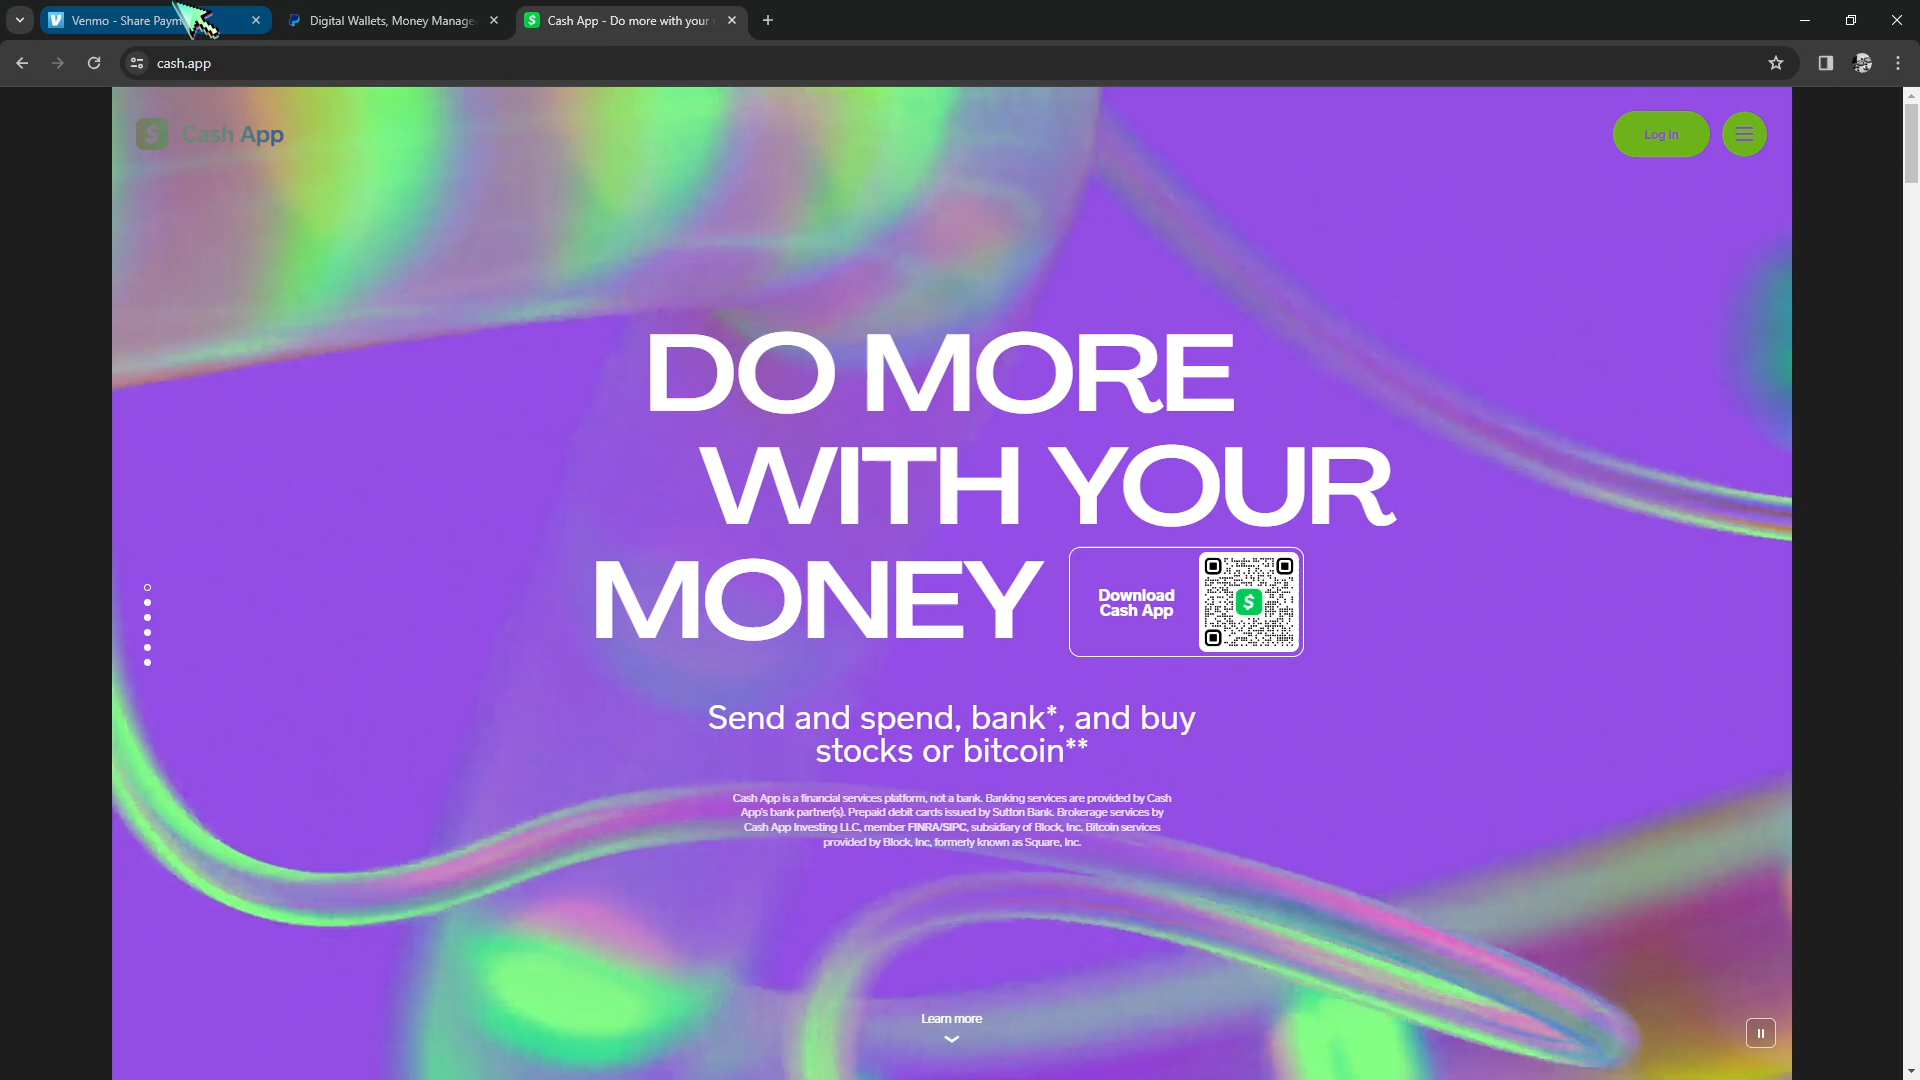 Venmo - Share Paym
Digital Wallets, Money Manage
Cash App - Do more with your
cash.app
Cash App
Log in
DO MORE
WITH YOUR
MONEY
Download
Cash App
Send and spend, bank*, and buy
stocks or bitcoin**
Cash App is a financial services platform, not a bank. Banking services are provided by Cash
App's bank partner(s). Prepaid debit cards issued by Sutton Bank. Brokerage services by
Cash App Investing LLC, member FINRA/SIPC, subsidiary of Block, Inc. Bitcoin services
provided by Block, Inc, formerly known as Square, Inc.
Learn more